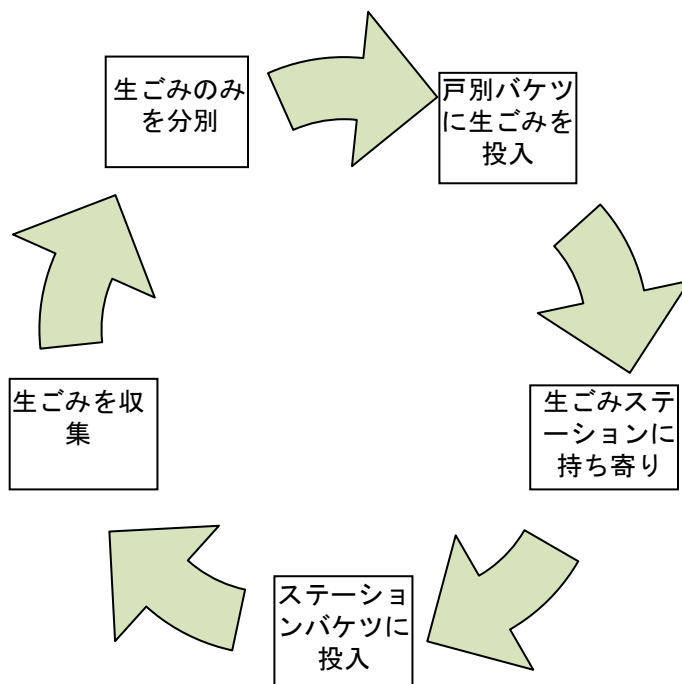 生ごみのみ
を分別
戸別バケツ
に生ごみを
投入
生ごみステ
ーションに
持ち寄り
ステーショ
ンバケツに
投入
生ごみを収
集